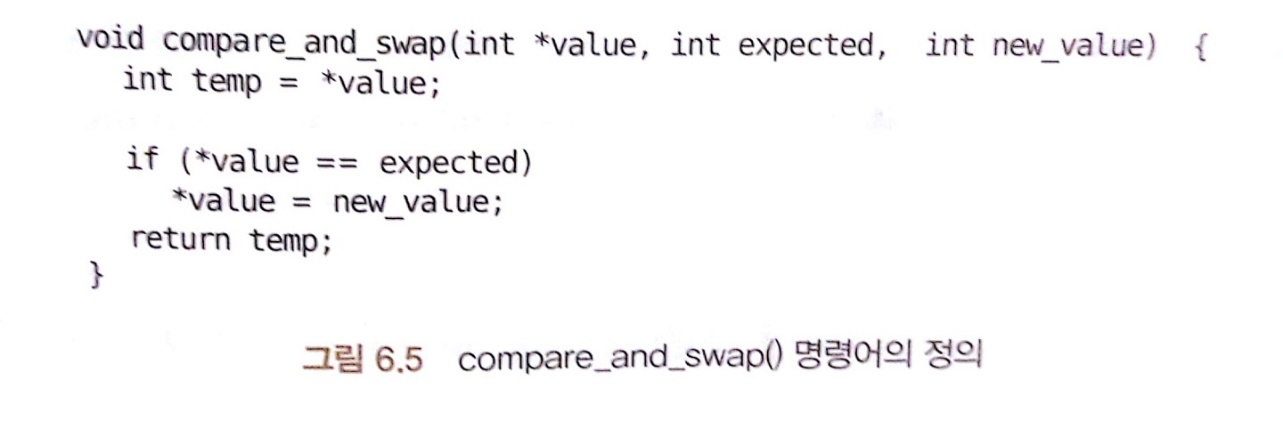 void compare_and_swap(int *value, int expected, int new_value) {
int temp = *value;
if (*value == expected)
*value = new_value;
return temp;
}
그림 6.5 compare_and_swap() 명령어의 정의